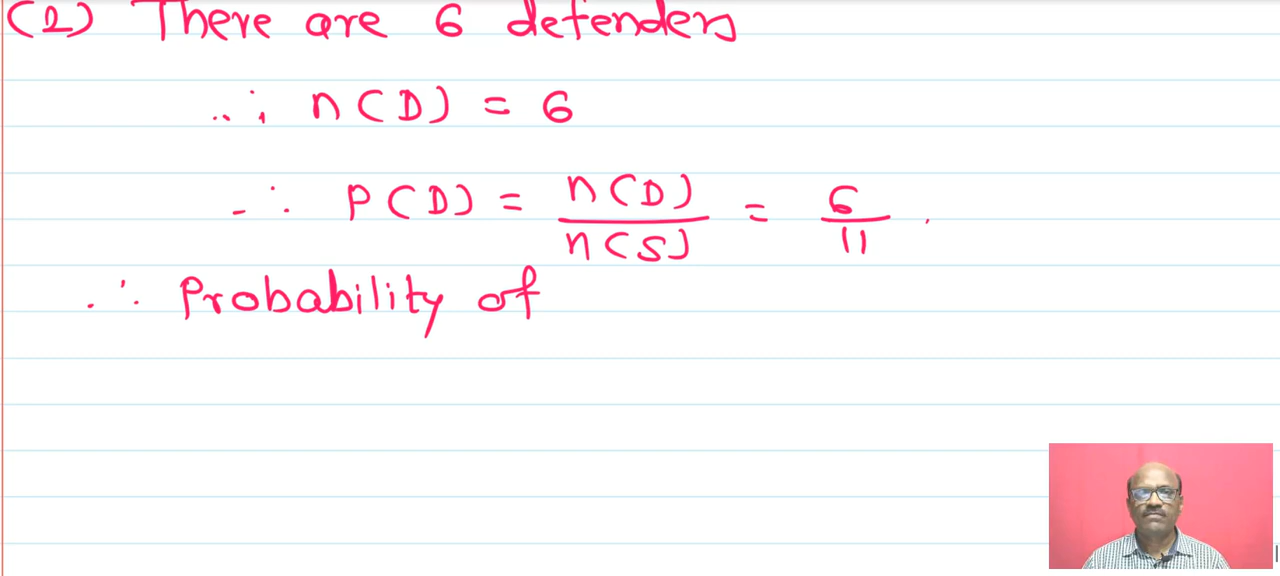 (2) There are 6 defenders
∴ n(D) = 6
∴ P(D) = n(D)/n(S) = 6/11.
∴ Probability of